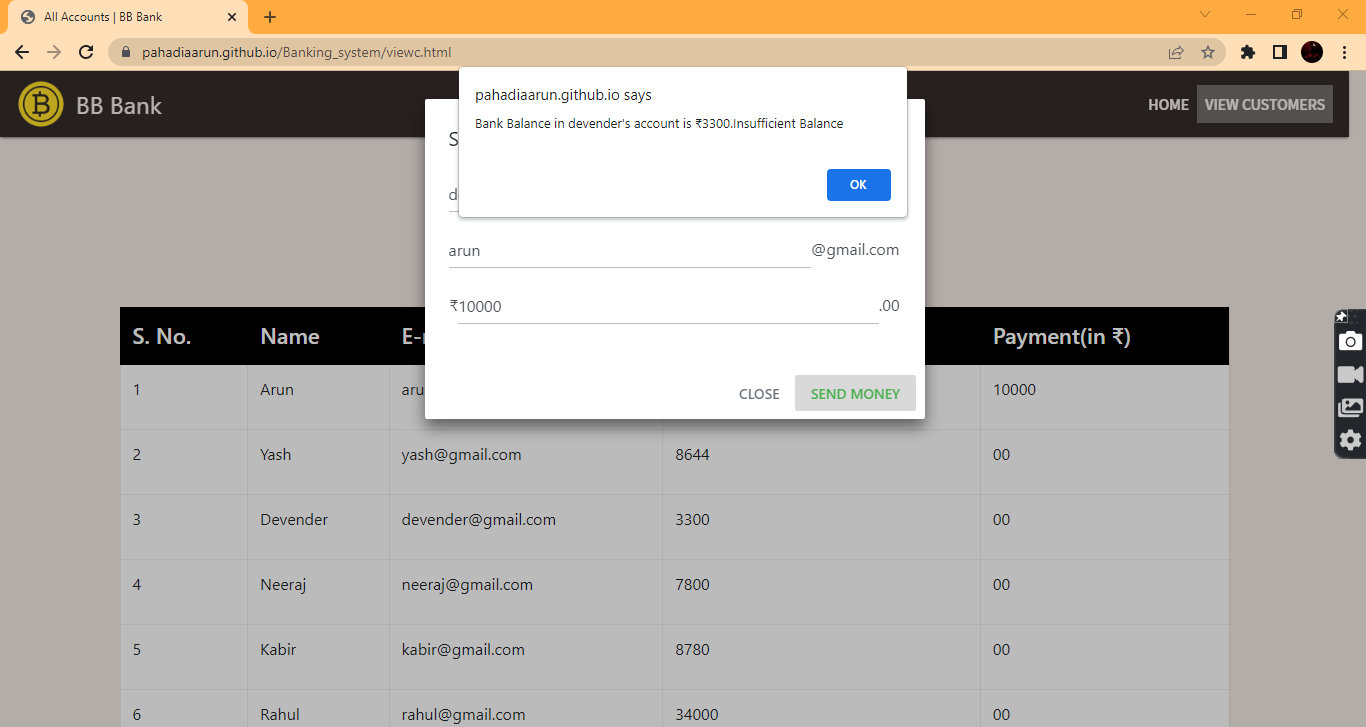 All Accounts | BB Bank
pahadiaarun.github.io/Banking_system/viewc.html
BB Bank
HOME
VIEW CUSTOMERS
pahadiaarun.github.io says
Bank Balance in devender's account is ₹3300.Insufficient Balance
OK
arun
@gmail.com
₹10000
.00
CLOSE
SEND MONEY
S. No. Name Payment(in ₹)
1 Arun 10000
2 Yash yash@gmail.com 8644 00
3 Devender devender@gmail.com 3300 00
4 Neeraj neeraj@gmail.com 7800 00
5 Kabir kabir@gmail.com 8780 00
6 Rahul rahul@gmail.com 34000 00